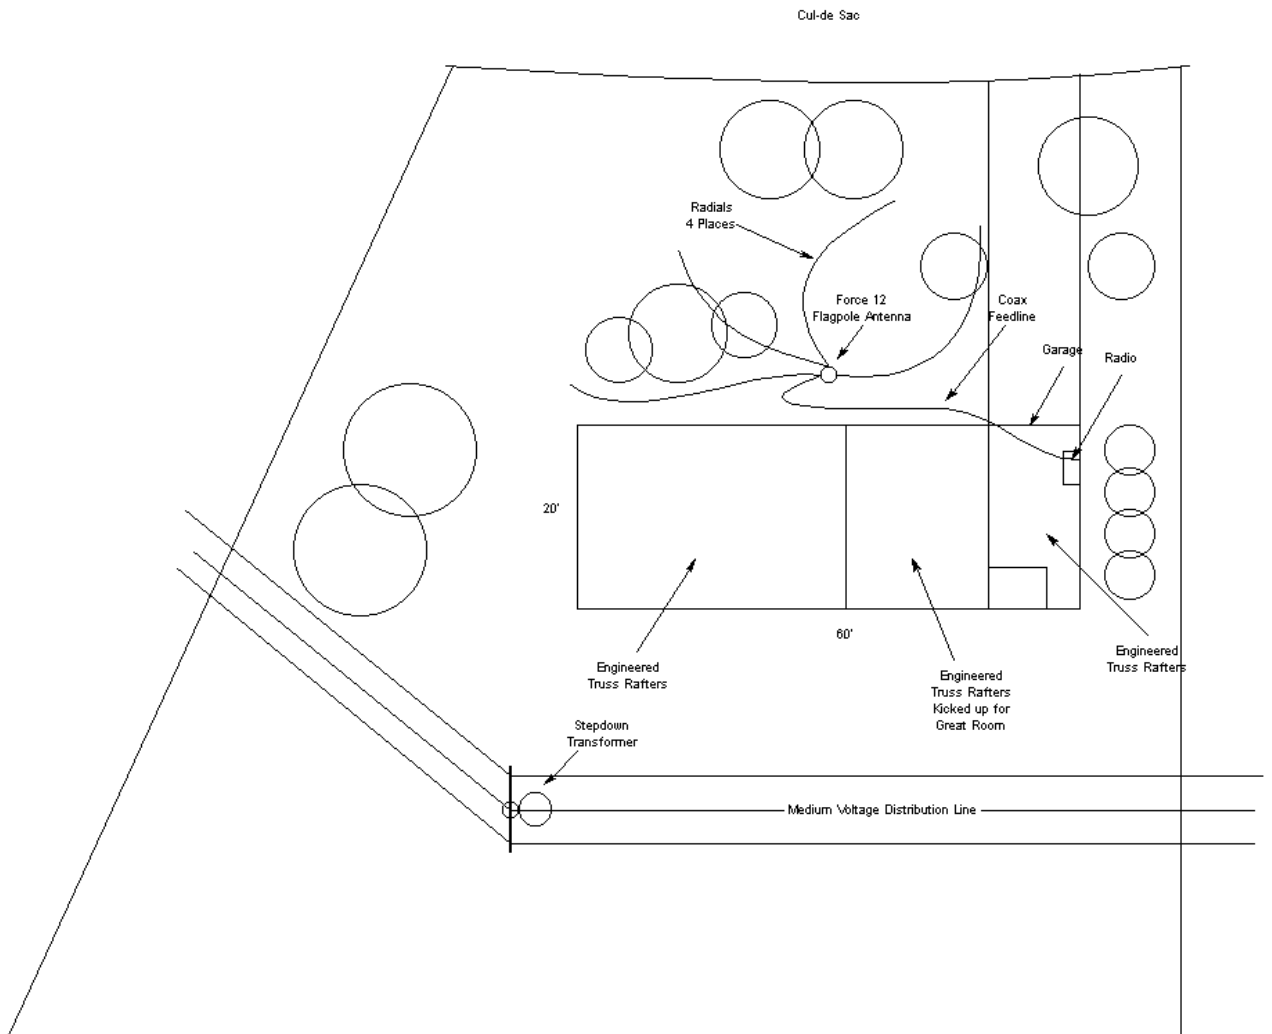 Cul-de Sac
Radials
4 Places
Force 12
Flagpole Antenna
Coax
Feedline
Garage
Radio
20'
60'
Engineered
Truss Rafters
Engineered
Truss Rafters
Kicked up for
Great Room
Engineered
Truss Rafters
Stepdown
Transformer
Medium Voltage Distribution Line